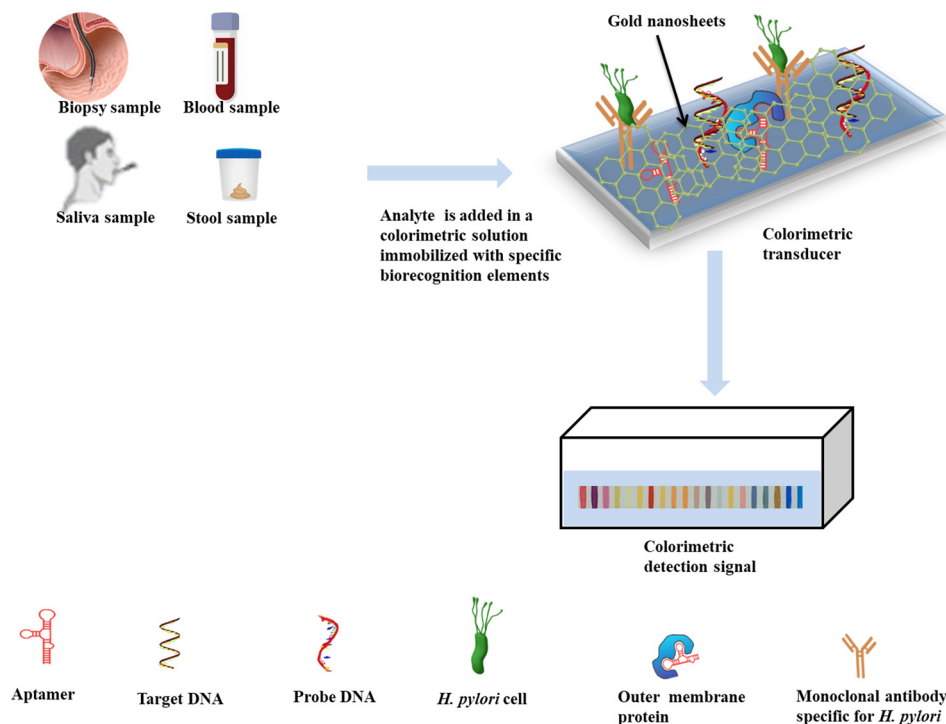 Gold nanosheets
Biopsy sample
Blood sample
Saliva sample
Stool sample
Analyte is added in a
colorimetric solution
immobilized with specific
biorecognition elements
Colorimetric
transducer
Colorimetric
detection signal
Aptamer
Target DNA
Probe DNA
H. pylori cell
Outer membrane
protein
Monoclonal antibody
specific for H. pylori